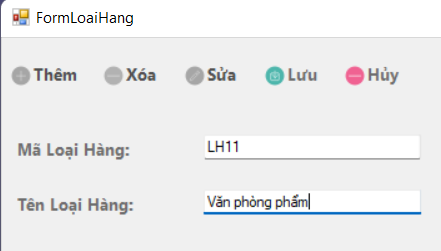 FormLoaiHang
Thêm Xóa Sửa Lưu Hủy
Mã Loại Hàng: LH11
Tên Loại Hàng: Văn phòng phẩm